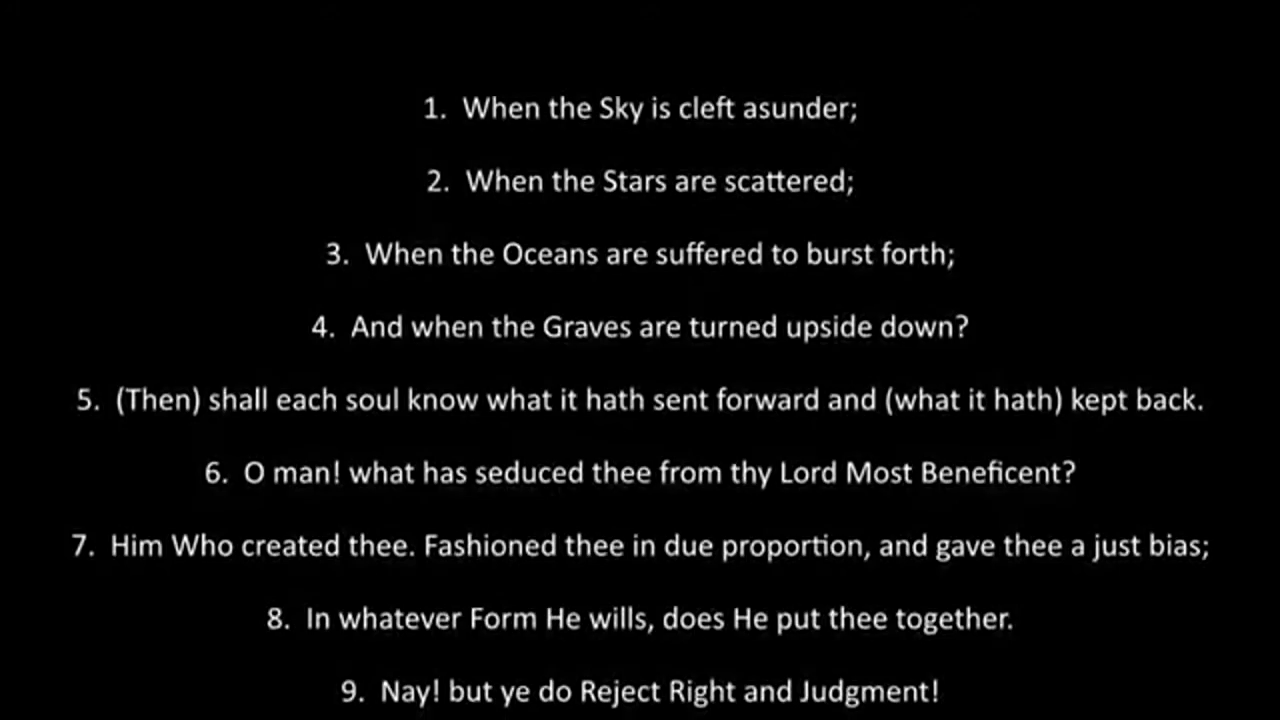 1. When the Sky is cleft asunder;
2. When the Stars are scattered;
3. When the Oceans are suffered to burst forth;
4. And when the Graves are turned upside down?
5. (Then) shall each soul know what it hath sent forward and (what it hath) kept back.
6. O man! what has seduced thee from thy Lord Most Beneficent?
7. Him Who created thee. Fashioned thee in due proportion, and gave thee a just bias;
8. In whatever Form He wills, does He put thee together.
9. Nay! but ye do Reject Right and Judgment!